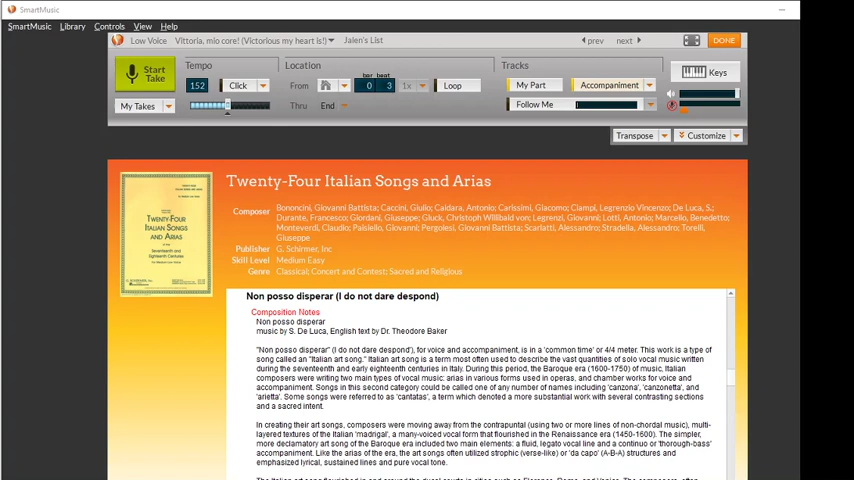 SmartMusic
SmartMusic Library Controls View Help
Low Voice Vittoria, mio core! (Victorious my heart is!) Jalen's List prev next DONE
Start Take
Tempo
152 Click
Location
From bar beat 0 3 1x Loop
Thru End
Tracks
My Part Accompaniment
Follow Me
Keys
My Takes
Transpose Customize
Twenty-Four Italian Songs and Arias
TWENTY-FOUR
ITALIAN SONGS
AND ARIAS
Composer Bononcini, Giovanni Battista; Caccini, Giulio; Caldara, Antonio; Carissimi, Giacomo; Ciampi, Legrenzio Vincenzo; De Luca, S.;
Durante, Francesco; Giordani, Giuseppe; Gluck, Christoph Willibald von; Legrenzi, Giovanni; Lotti, Antonio; Marcello, Benedetto;
Monteverdi, Claudio; Paisiello, Giovanni; Pergolesi, Giovanni Battista; Scarlatti, Alessandro; Stradella, Alessandro; Torelli,
Giuseppe
Publisher G. Schirmer, Inc
Skill Level Medium Easy
Genre Classical; Concert and Contest; Sacred and Religious
Non posso disperar (I do not dare despond)
Composition Notes
Non posso disperar
music by S. De Luca, English text by Dr. Theodore Baker
"Non posso disperar" (I do not dare despond'), for voice and accompaniment, is in a 'common time' or 4/4 meter. This work is a type of
song called an "Italian art song." Italian art song is a term most often used to describe the vast quantities of solo vocal music written
during the seventeenth and early eighteenth centuries in Italy. During this period, the Baroque era (1600-1750) of music, Italian
composers were writing two main types of vocal music: arias in various forms used in operas, and chamber works for voice and
accompaniment. Songs in this second category could be called one of any number of names including 'canzona', 'canzonetta', and
'arietta'. Some songs were referred to as 'cantatas', a term which denoted a more substantial work with several contrasting sections
and a sacred intent.
In creating their art songs, composers were moving away from the contrapuntal (using two or more lines of non-chordal music), multi-
layered textures of the Italian 'madrigal', a many-voiced vocal form that flourished in the Renaissance era (1450-1600). The simpler,
more declamatory art song of the Baroque era included two main elements: a fluid, legato vocal line and a continuo or 'thorough-bass'
accompaniment. Like the arias of the era, the art songs often utilized strophic (verse-like) or 'da capo' (A-B-A) structures and
emphasized lyrical, sustained lines and pure vocal tone.